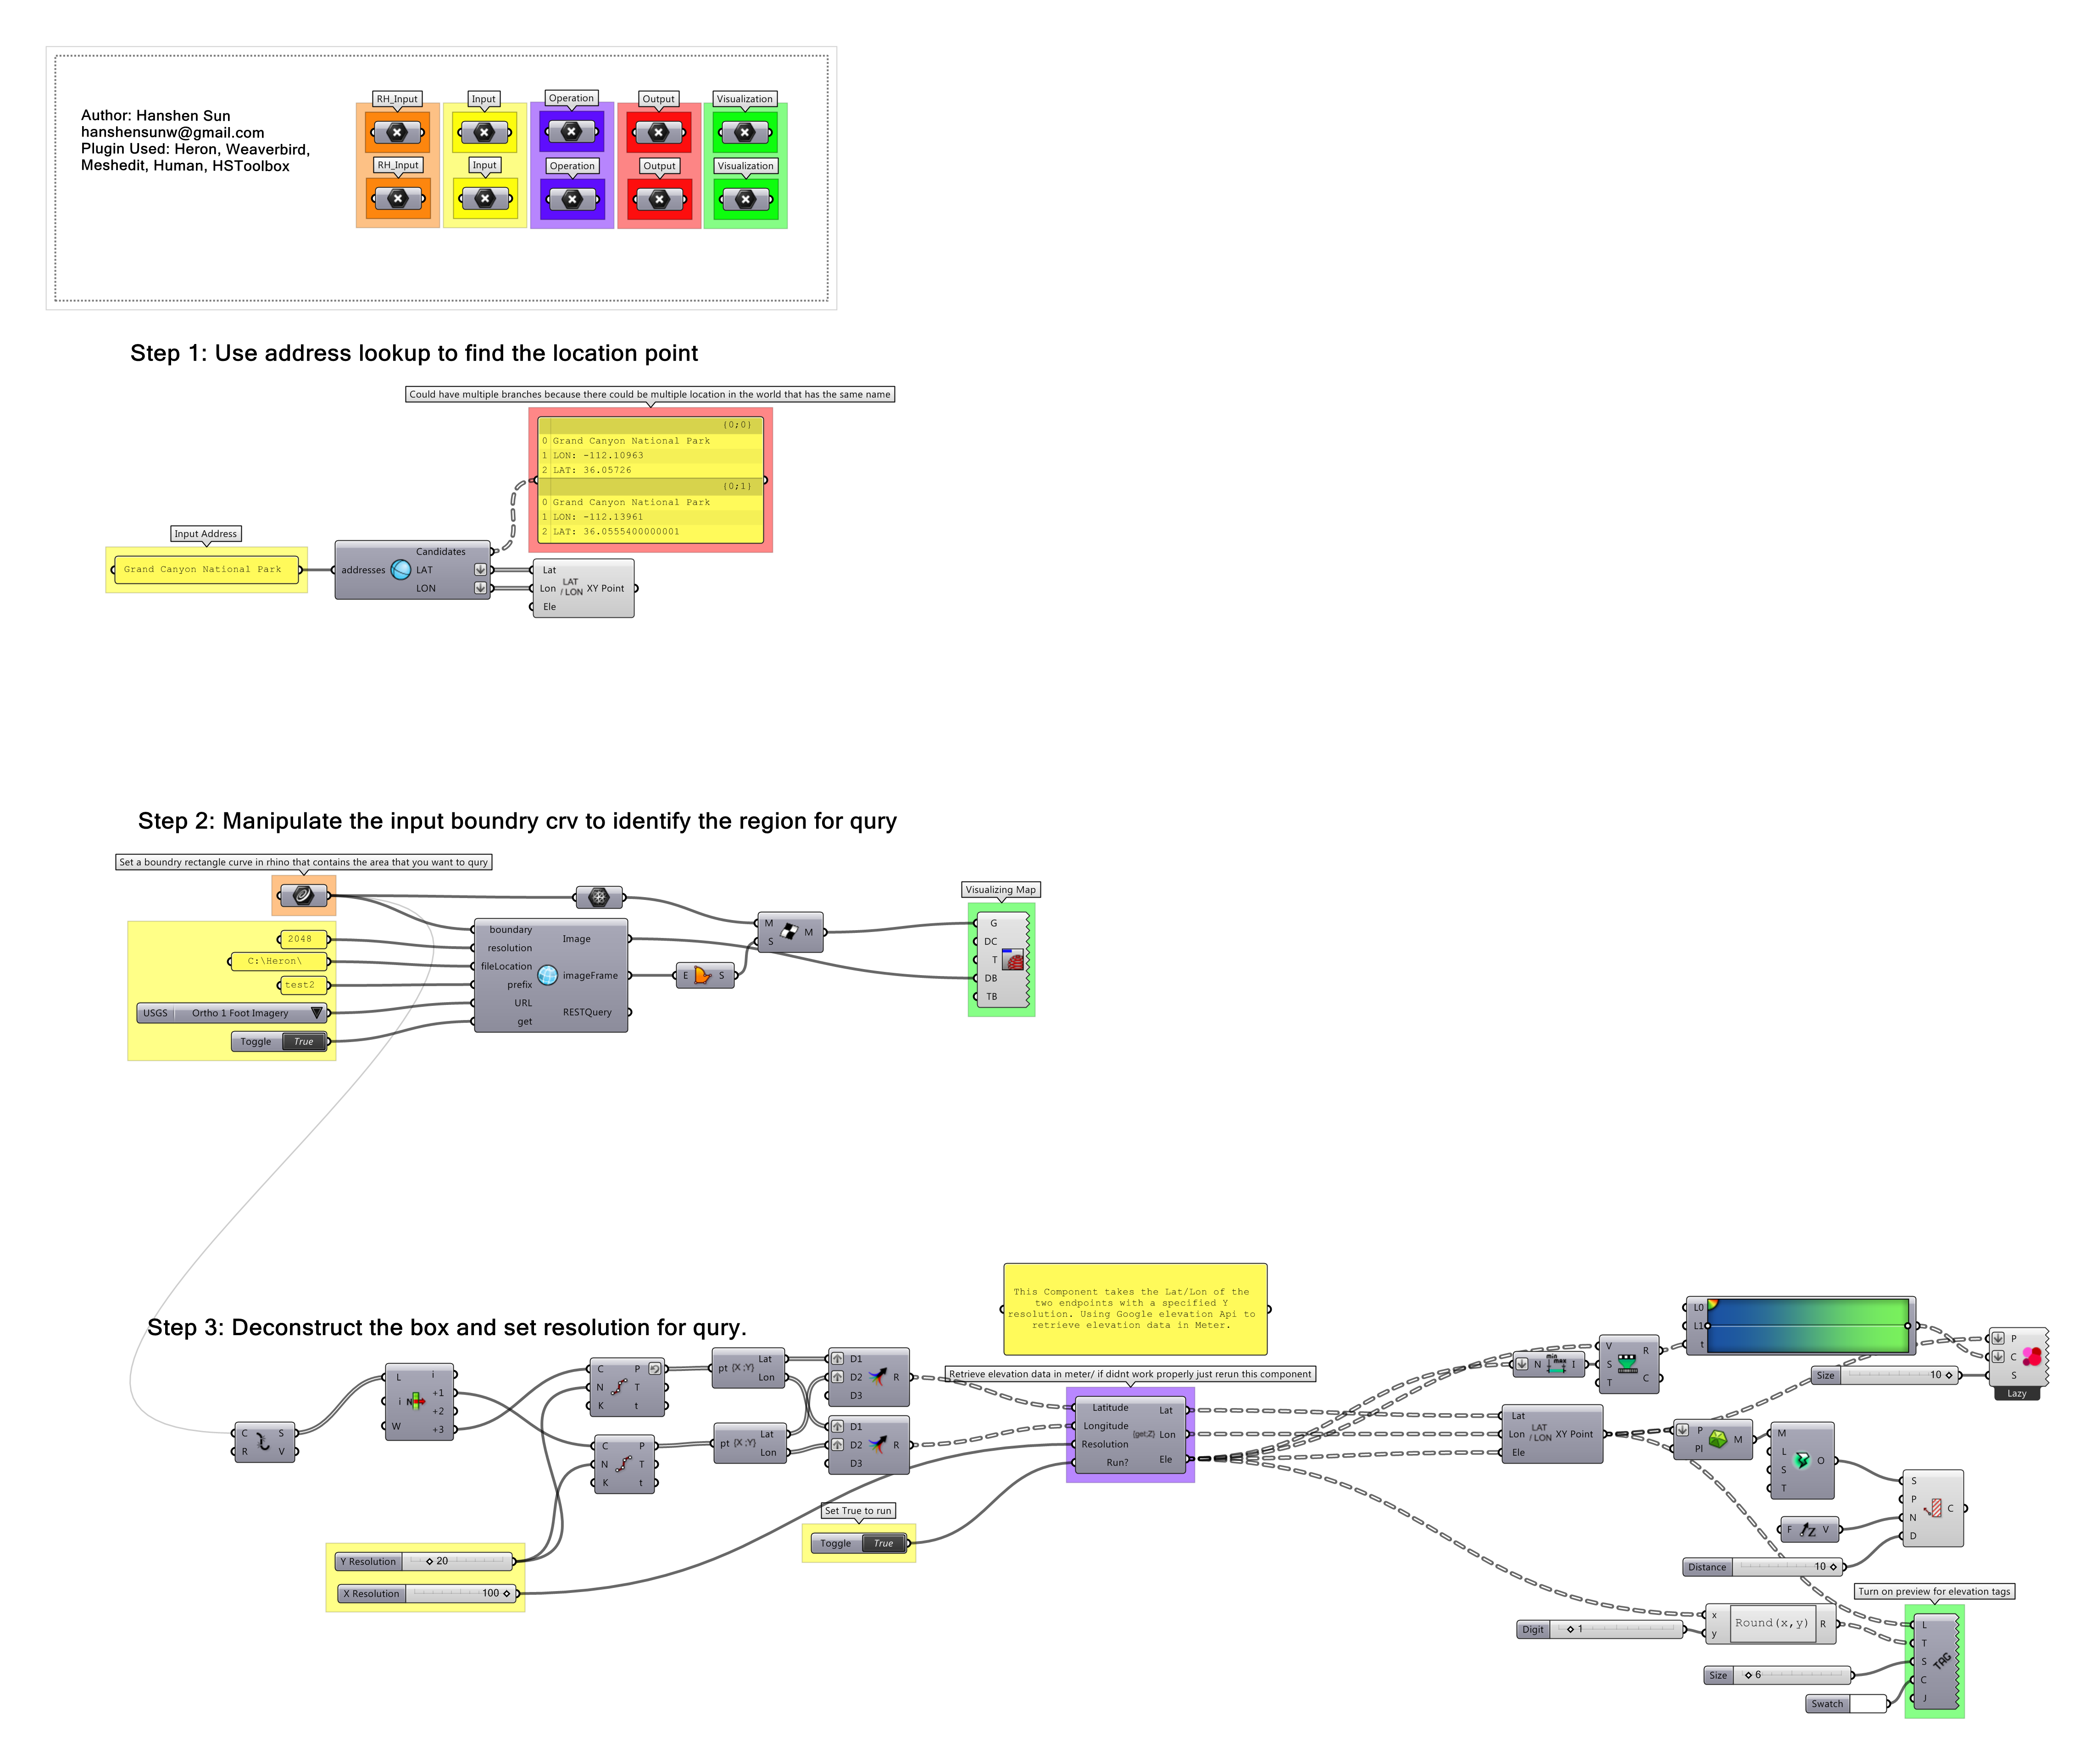 Author: Hanshen Sun
hanshensunw@gmail.com
Plugin Used: Heron, Weaverbird,
Meshedit, Human, HSToolbox
RH_Input
Input
Operation
Output
Visualization
RH_Input
Input
Operation
Output
Visualization
Step 1: Use address lookup to find the location point
Could have multiple branches because there could be multiple location in the world that has the same name
{0;0}
0 Grand Canyon National Park
1 LON: -112.10963
2 LAT: 36.05726
{0;1}
0 Grand Canyon National Park
1 LON: -112.13961
2 LAT: 36.0555400000001
Input Address
Grand Canyon National Park
addresses
Candidates
LAT
LON
Lat
Lon
Ele
LAT
/ LON
XY Point
Step 2: Manipulate the input boundry crv to identify the region for qury
Set a boundry rectangle curve in rhino that contains the area that you want to qury
2048
C:\Heron\
test2
USGS Ortho 1 Foot Imagery
Toggle True
boundary
resolution
fileLocation
prefix
URL
get
Image
imageFrame
RESTQuery
E S
M
S
M
Visualizing Map
G
DC
T
DB
TB
Step 3: Deconstruct the box and set resolution for qury.
C
R
S
V
L
i
W
N
i
+1
+2
+3
C
N
K
P
T
t
C
N
K
P
T
t
pt {X ;Y}
Lat
Lon
pt {X ;Y}
Lat
Lon
D1
D2
D3
R
D1
D2
D3
R
Y Resolution 20
X Resolution 100
Set True to run
Toggle True
This Component takes the Lat/Lon of the
two endpoints with a specified Y
resolution. Using Google elevation Api to
retrieve elevation data in Meter.
Retrieve elevation data in meter/ if didnt work properly just rerun this component
Latitude
Longitude
Resolution
Run?
{get;Z}
Lat
Lon
Ele
N
min
max
I
V
S
T
R
C
L0
L1
t
Size 10
P
C
S
Lazy
Lat
Lon
Ele
LAT
/ LON
XY Point
P
Pl
M
M
L
S
T
O
F Z V
Distance 10
S
P
N
D
C
Turn on preview for elevation tags
Digit 1
x
y
Round(x,y)
R
Size 6
Swatch
L
T
S
C
J
TAG